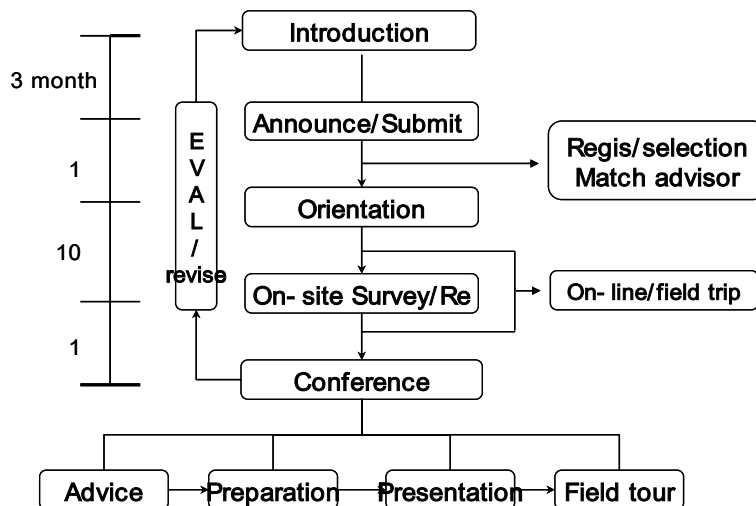 Introduction
3 month
Announce/Submit
E
V
A
L
/
revise
Regis/selection
Match advisor
1
Orientation
10
On-site Survey/Re
On-line/field trip
1
Conference
Advice
Preparation
Presentation
Field tour